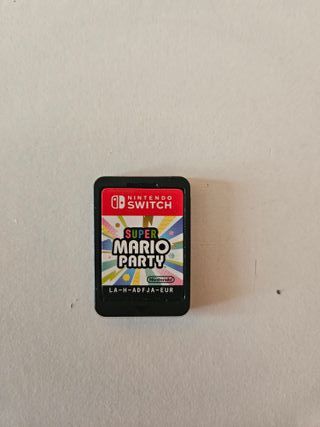 NINTENDO
SWITCH
SUPER
MARIO
PARTY
Nintendo
LA-H-ADFJA-EUR